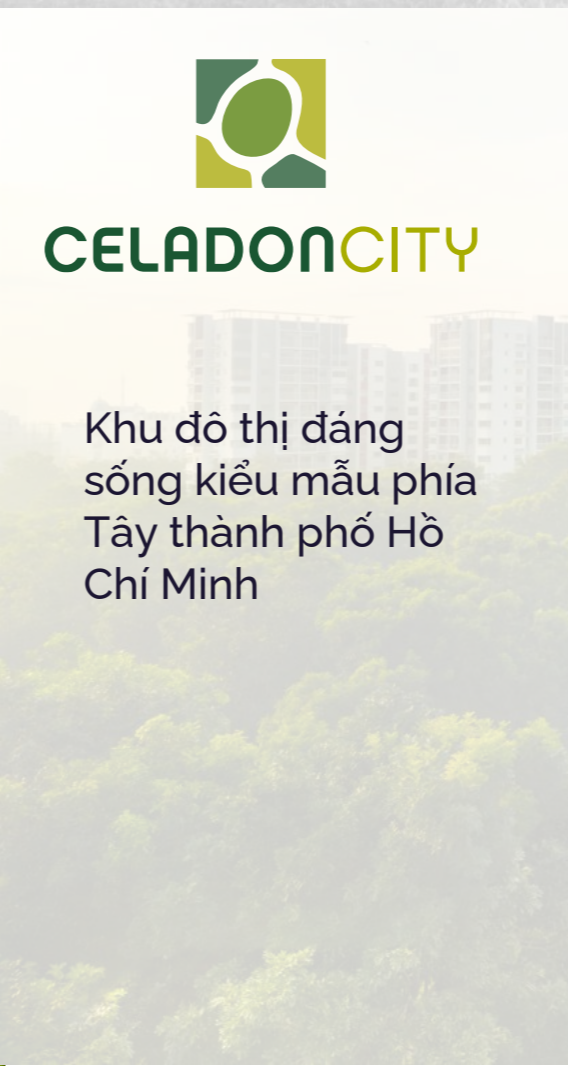 CELADONCITY
Khu đô thị đáng
sống kiểu mẫu phía
Tây thành phố Hồ
Chí Minh